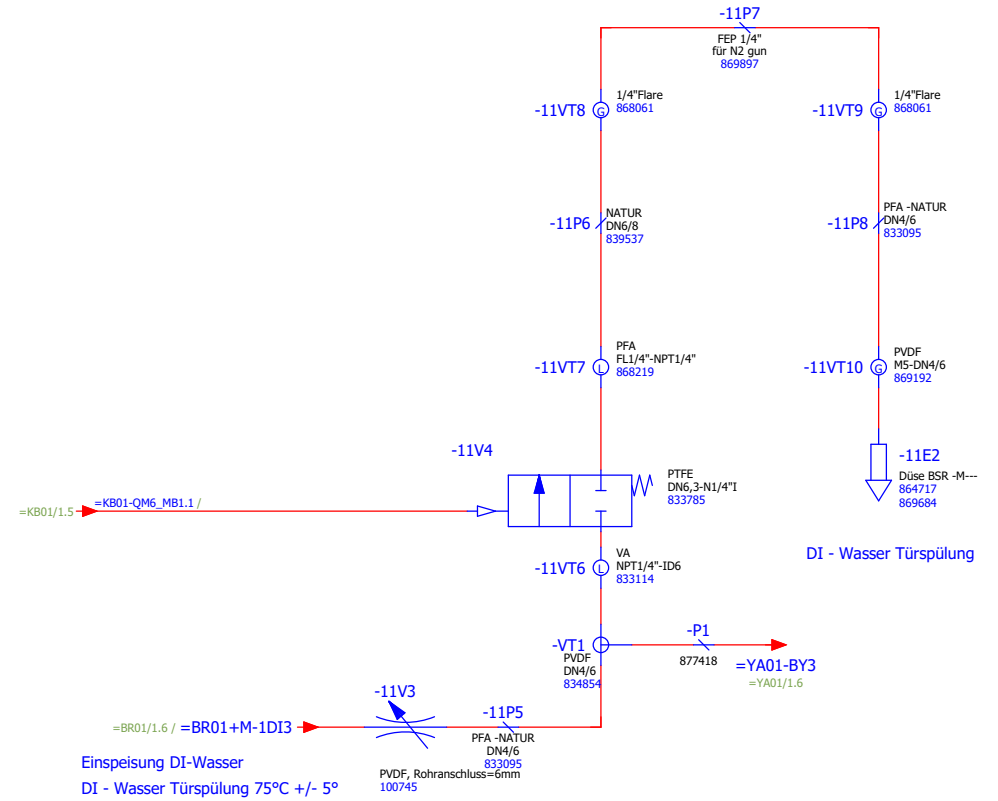 -11P7
FEP 1/4"
für N2 gun
869897
-11VT8
G
1/4"Flare
868061
-11VT9
G
1/4"Flare
868061
-11P6
NATUR
DN6/8
839537
-11P8
PFA -NATUR
DN4/6
833095
-11VT7
L
PFA
FL1/4"-NPT1/4"
868219
-11VT10
G
PVDF
M5-DN4/6
869192
-11V4
PTFE
DN6,3-N1/4"I
833785
-11E2
Düse BSR -M---
864717
869684
=KB01/1.5
=KB01-QM6_MB1.1 /
DI - Wasser Türspülung
-11VT6
L
VA
NPT1/4"-ID6
833114
-VT1
PVDF
DN4/6
834854
-P1
877418
=YA01-BY3
=YA01/1.6
-11V3
-11P5
=BR01/1.6 / =BR01+M-1DI3
PFA -NATUR
DN4/6
833095
PVDF, Rohranschluss=6mm
100745
Einspeisung DI-Wasser
DI - Wasser Türspülung 75°C +/- 5°